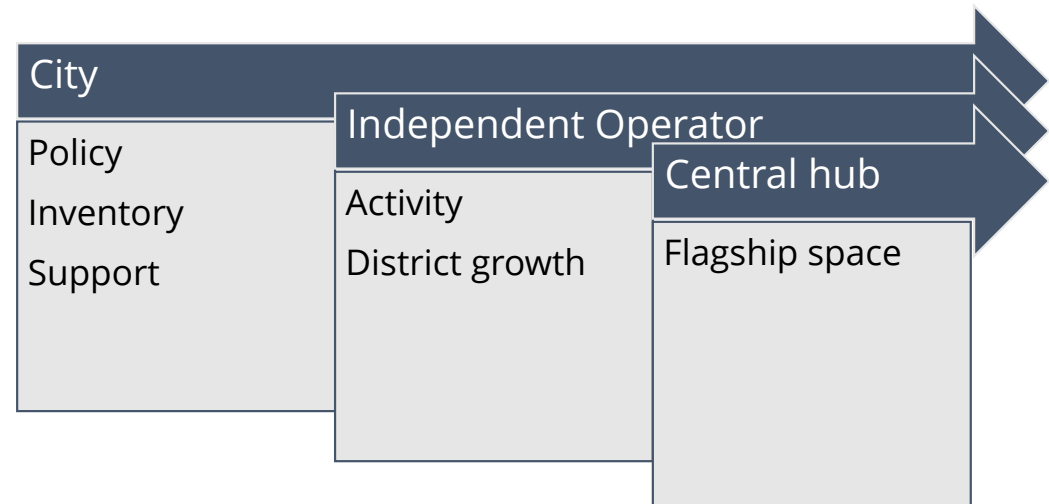 City
Policy
Inventory
Support
Independent Operator
Activity
District growth
Central hub
Flagship space